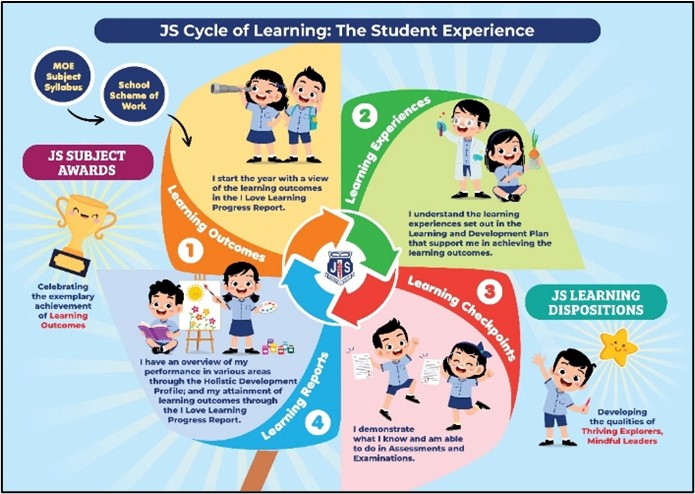 JS Cycle of Learning: The Student Experience
MOE
Subject
Syllabus
School
Scheme of
Work
JS SUBJECT
AWARDS
Celebrating
the exemplary
achievement
of Learning
Outcomes
I start the year with a view
of the learning outcomes
in the I Love Learning
Progress Report.
Learning Outcomes
1
2
Learning Experiences
I understand the learning
experiences set out in the
Learning and Development Plan
that support me in achieving the
learning outcomes.
JS
3
Learning Checkpoints
I demonstrate
what I know and am able
to do in Assessments and
Examinations.
I have an overview of my
performance in various areas
through the Holistic Development
Profile; and my attainment of
learning outcomes through
the I Love Learning
Progress Report.
Learning Reports
4
JS LEARNING
DISPOSITIONS
Developing
the qualities of
Thriving Explorers,
Mindful Leaders